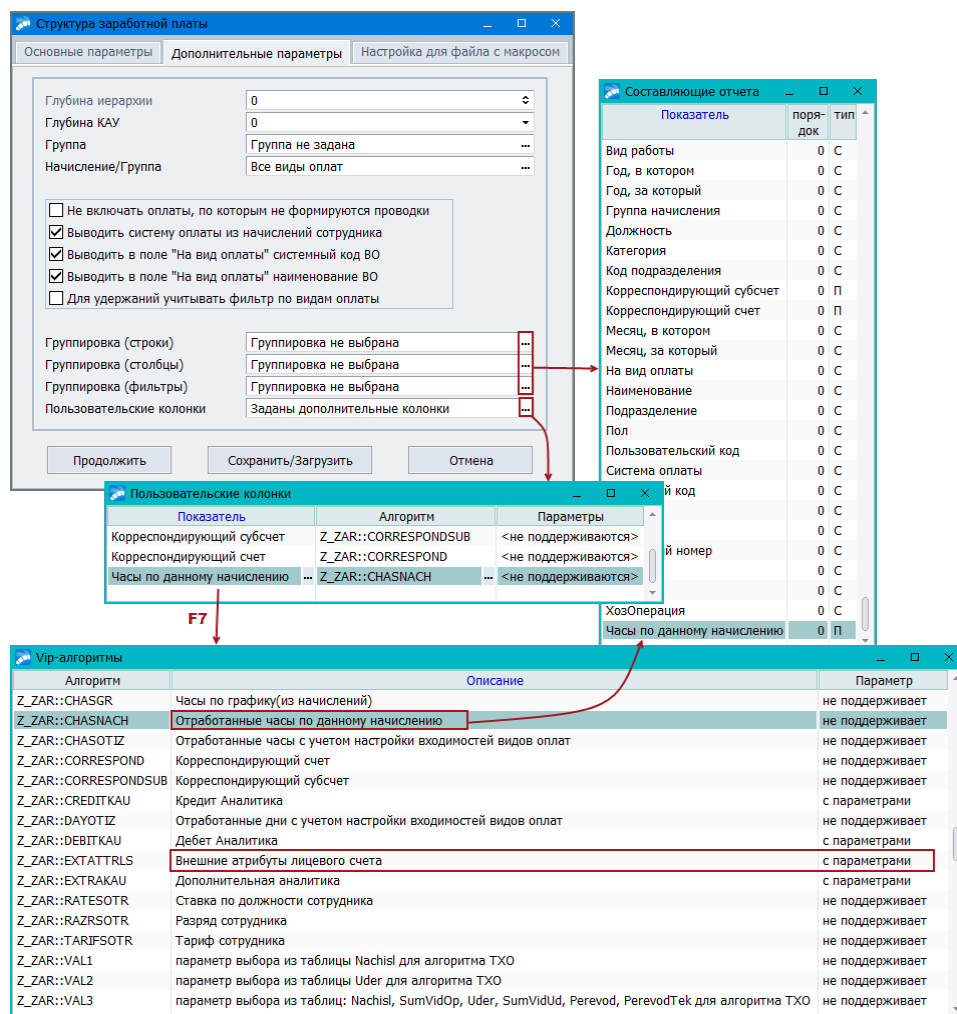 Структура заработной платы
Основные параметры Дополнительные параметры Настройка для файла с макросом
Глубина иерархии 0
Глубина КАУ 0
Группа Группа не задана ...
Начисление/Группа Все виды оплат ...
Не включать оплаты, по которым не формируются проводки
Выводить систему оплаты из начислений сотрудника
Выводить в поле "На вид оплаты" системный код ВО
Выводить в поле "На вид оплаты" наименование ВО
Для удержаний учитывать фильтр по видам оплаты
Группировка (строки) Группировка не выбрана ...
Группировка (столбцы) Группировка не выбрана ...
Группировка (фильтры) Группировка не выбрана ...
Пользовательские колонки Заданы дополнительные колонки ...
Продолжить Сохранить/Загрузить Отмена
Составляющие отчета
Показатель поря- тип
док
Вид работы 0 С
Год, в котором 0 С
Год, за который 0 С
Группа начисления 0 С
Должность 0 С
Категория 0 С
Код подразделения 0 С
Корреспондирующий субсчет 0 П
Корреспондирующий счет 0 П
Месяц, в котором 0 С
Месяц, за который 0 С
На вид оплаты 0 С
Наименование 0 С
Подразделение 0 С
Пол 0 С
Пользовательский код 0 С
Система оплаты 0 С
й код 0 С
0 С
0 С
й номер 0 С
0 С
0 С
ХозОперация 0 С
Часы по данному начислению 0 П
Пользовательские колонки
Показатель Алгоритм Параметры
Корреспондирующий субсчет Z_ZAR::CORRESPONDSUB <не поддерживаются>
Корреспондирующий счет Z_ZAR::CORRESPOND <не поддерживаются>
Часы по данному начислению ... Z_ZAR::CHASNACH ... <не поддерживаются>
F7
Vip-алгоритмы
Алгоритм Описание Параметр
Z_ZAR::CHASGR Часы по графику(из начислений) не поддерживает
Z_ZAR::CHASNACH Отработанные часы по данному начислению не поддерживает
Z_ZAR::CHASOTIZ Отработанные часы с учетом настройки входимостей видов оплат не поддерживает
Z_ZAR::CORRESPOND Корреспондирующий счет не поддерживает
Z_ZAR::CORRESPONDSUB Корреспондирующий субсчет не поддерживает
Z_ZAR::CREDITKAU Кредит Аналитика с параметрами
Z_ZAR::DAYOTIZ Отработанные дни с учетом настройки входимостей видов оплат не поддерживает
Z_ZAR::DEBITKAU Дебет Аналитика с параметрами
Z_ZAR::EXTATTRLS Внешние атрибуты лицевого счета с параметрами
Z_ZAR::EXTRAKAU Дополнительная аналитика с параметрами
Z_ZAR::RATESOTR Ставка по должности сотрудника не поддерживает
Z_ZAR::RAZRSOTR Разряд сотрудника не поддерживает
Z_ZAR::TARIFSOTR Тариф сотрудника не поддерживает
Z_ZAR::VAL1 параметр выбора из таблицы Nachisl для алгоритма ТХО не поддерживает
Z_ZAR::VAL2 параметр выбора из таблицы Uder для алгоритма ТХО не поддерживает
Z_ZAR::VAL3 параметр выбора из таблиц: Nachisl, SumVidOp, Uder, SumVidUd, Perevod, PerevodTek для алгоритма ТХО не поддерживает